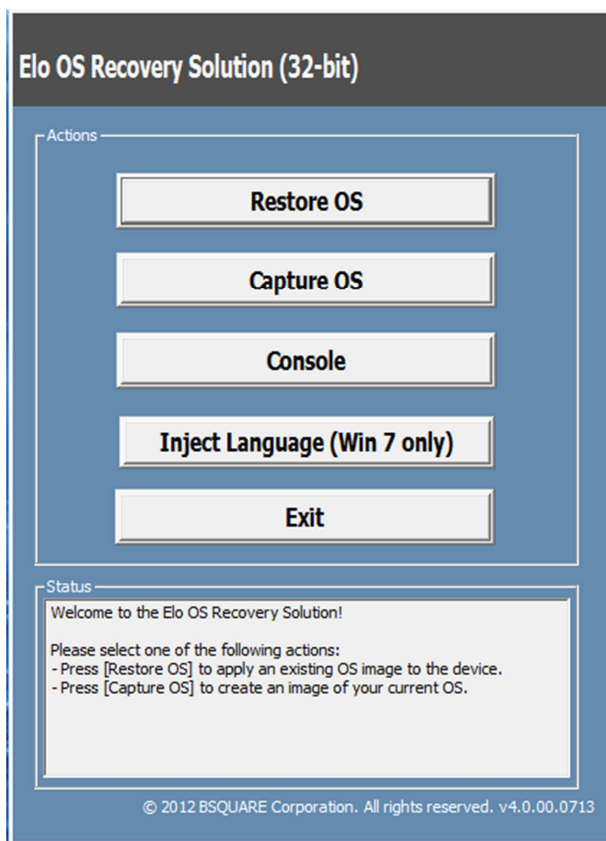 Elo OS Recovery Solution (32-bit)
Actions
Restore OS
Capture OS
Console
Inject Language (Win 7 only)
Exit
Status
Welcome to the Elo OS Recovery Solution!
Please select one of the following actions:
- Press [Restore OS] to apply an existing OS image to the device.
- Press [Capture OS] to create an image of your current OS.
© 2012 BSQUARE Corporation. All rights reserved. v4.0.00.0713